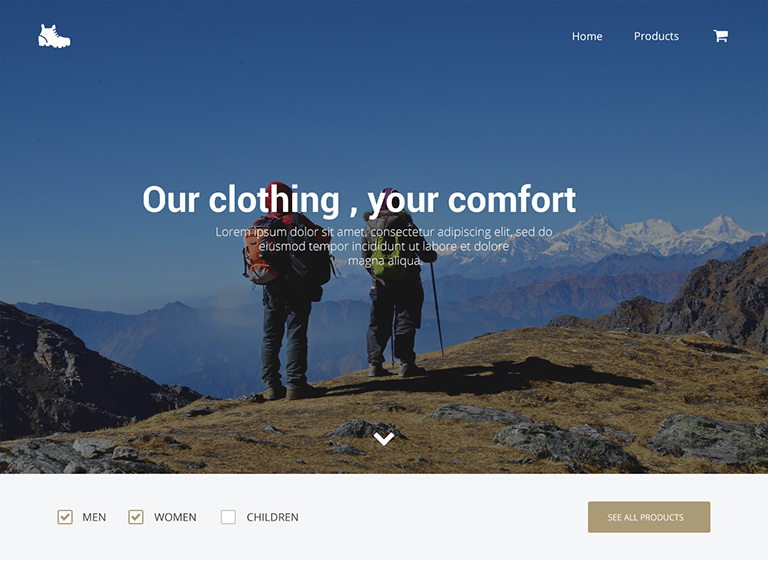 Home Products
Our clothing , your comfort
Lorem ipsum dolor sit amet, consectetur adipiscing elit, sed do
eiusmod tempor incididunt ut labore et dolore
magna aliqua.
MEN WOMEN CHILDREN SEE ALL PRODUCTS